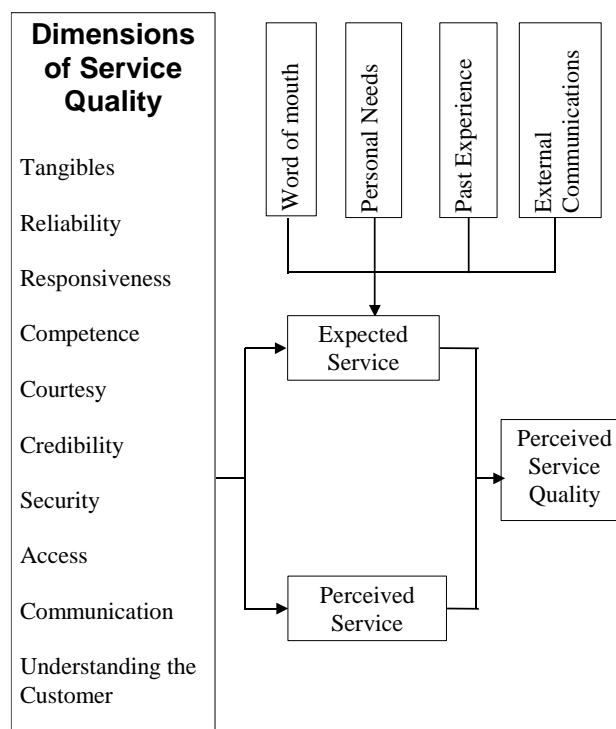 Dimensions
of Service
Quality
Tangibles
Reliability
Responsiveness
Competence
Courtesy
Credibility
Security
Access
Communication
Understanding the
Customer
Word of mouth
Personal Needs
Past Experience
External
Communications
Expected
Service
Perceived
Service
Perceived
Service
Quality